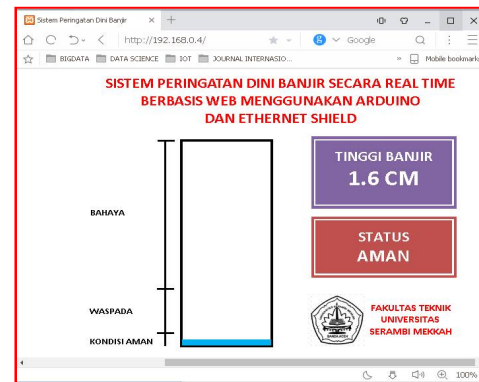 Sistem Peringatan Dini Banjir
http://192.168.0.4/
Google
BIGDATA
DATA SCIENCE
IOT
JOURNAL INTERNASIO...
Mobile bookmark
SISTEM PERINGATAN DINI BANJIR SECARA REAL TIME
BERBASIS WEB MENGGUNAKAN ARDUINO
DAN ETHERNET SHIELD
TINGGI BANJIR
1.6 CM
BAHAYA
STATUS
AMAN
WASPADA
KONDISI AMAN
FAKULTAS TEKNIK
UNIVERSITAS
SERAMBI MEKKAH
100%